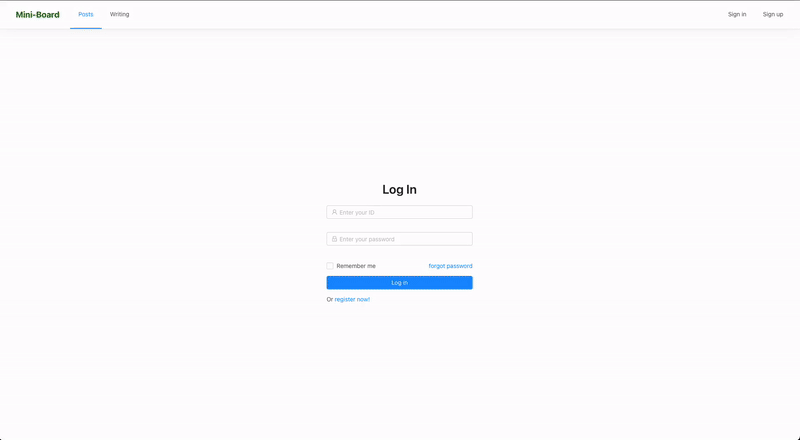 Mini-Board Posts Writing Sign in Sign up
Log In
Enter your ID
Enter your password
Remember me forgot password
Log in
Or register now!